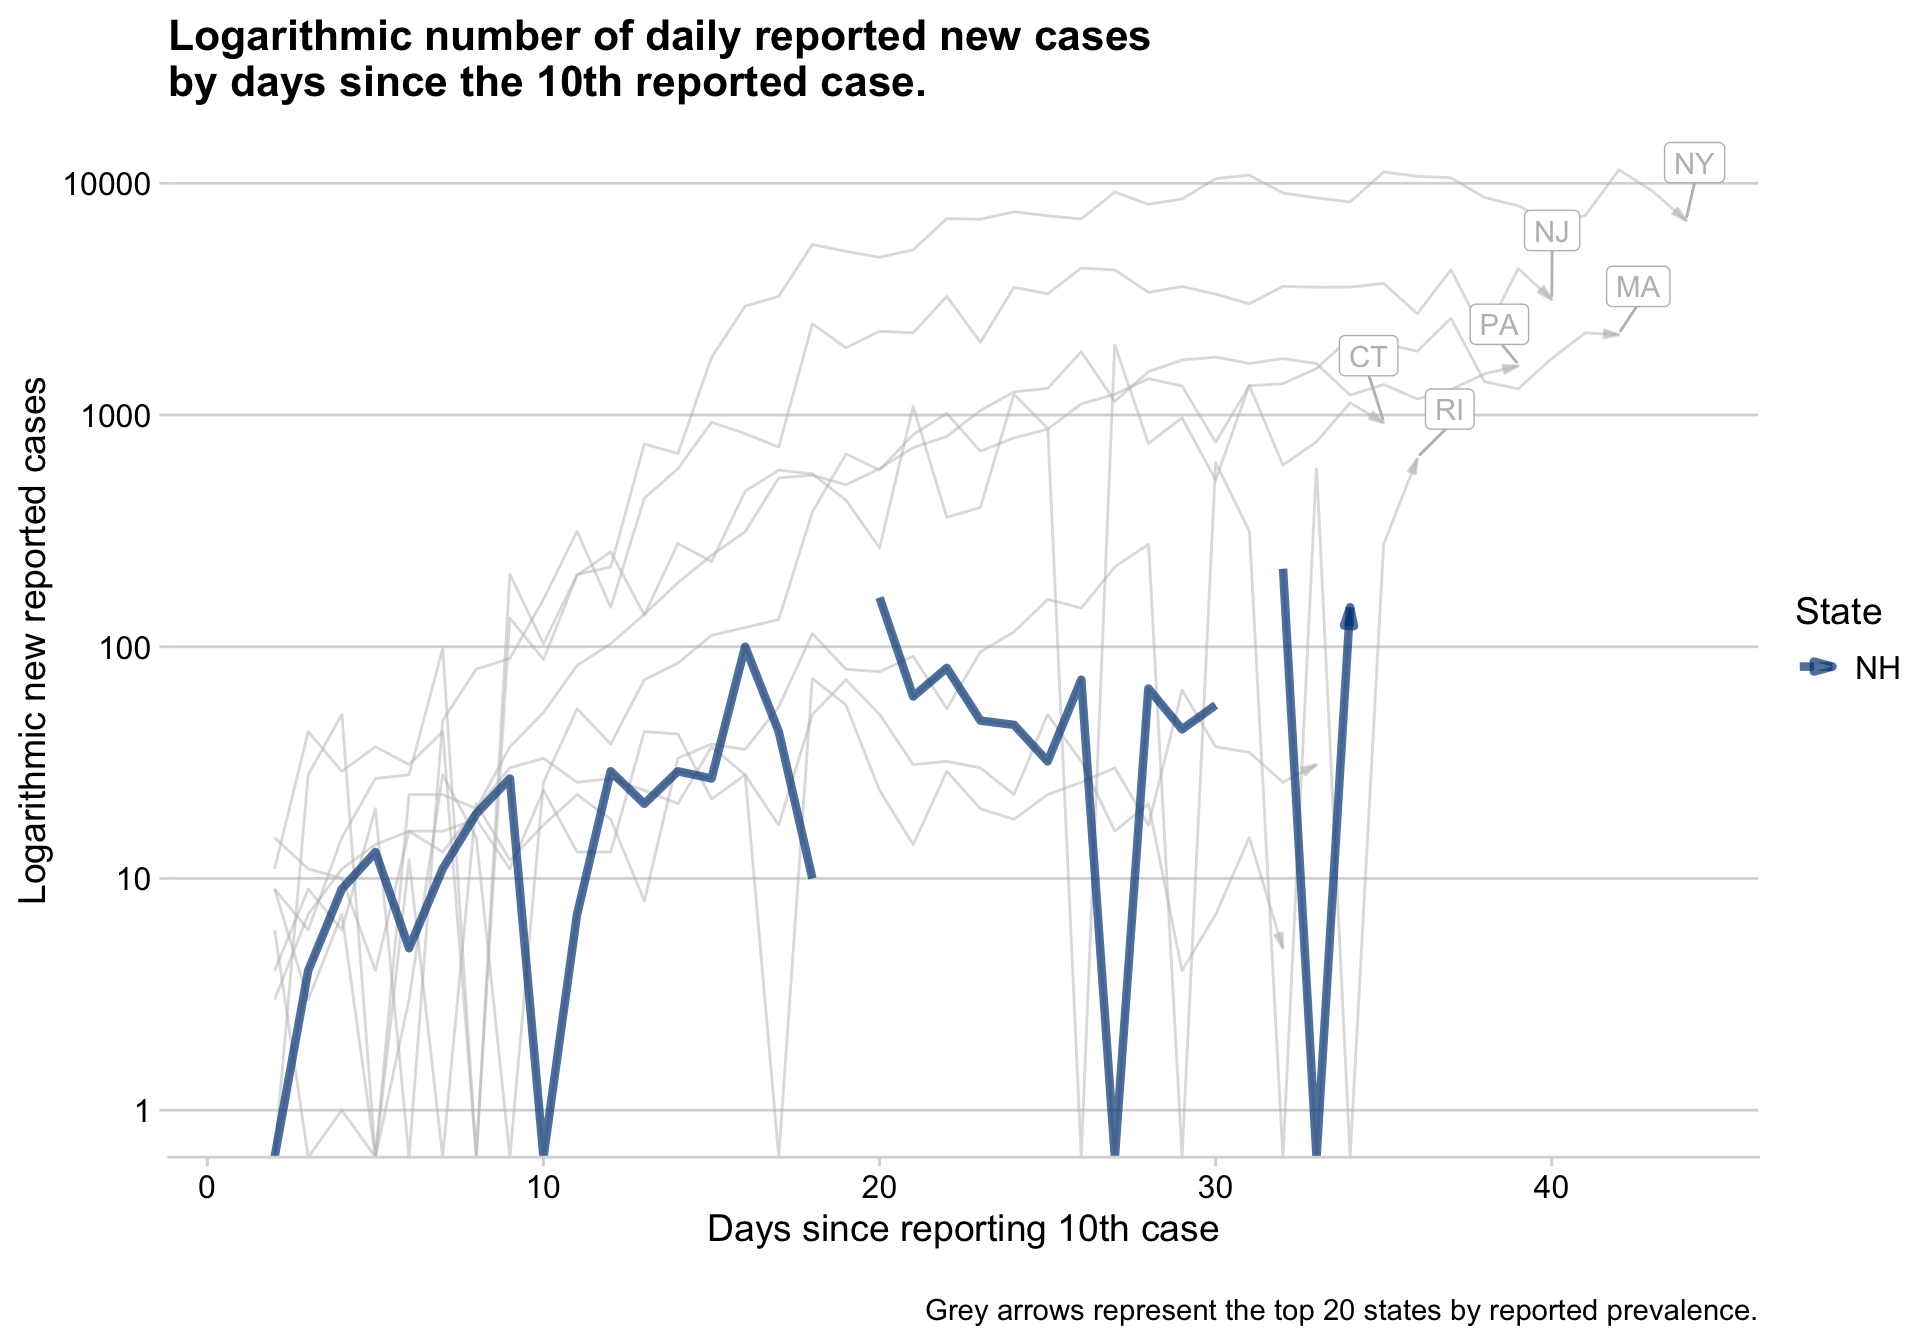 Logarithmic number of daily reported new cases
by days since the 10th reported case.
10000
1000
100
10
1
Logarithmic new reported cases
NY
NJ
MA
PA
CT
RI
State
NH
0 10 20 30 40
Days since reporting 10th case
Grey arrows represent the top 20 states by reported prevalence.